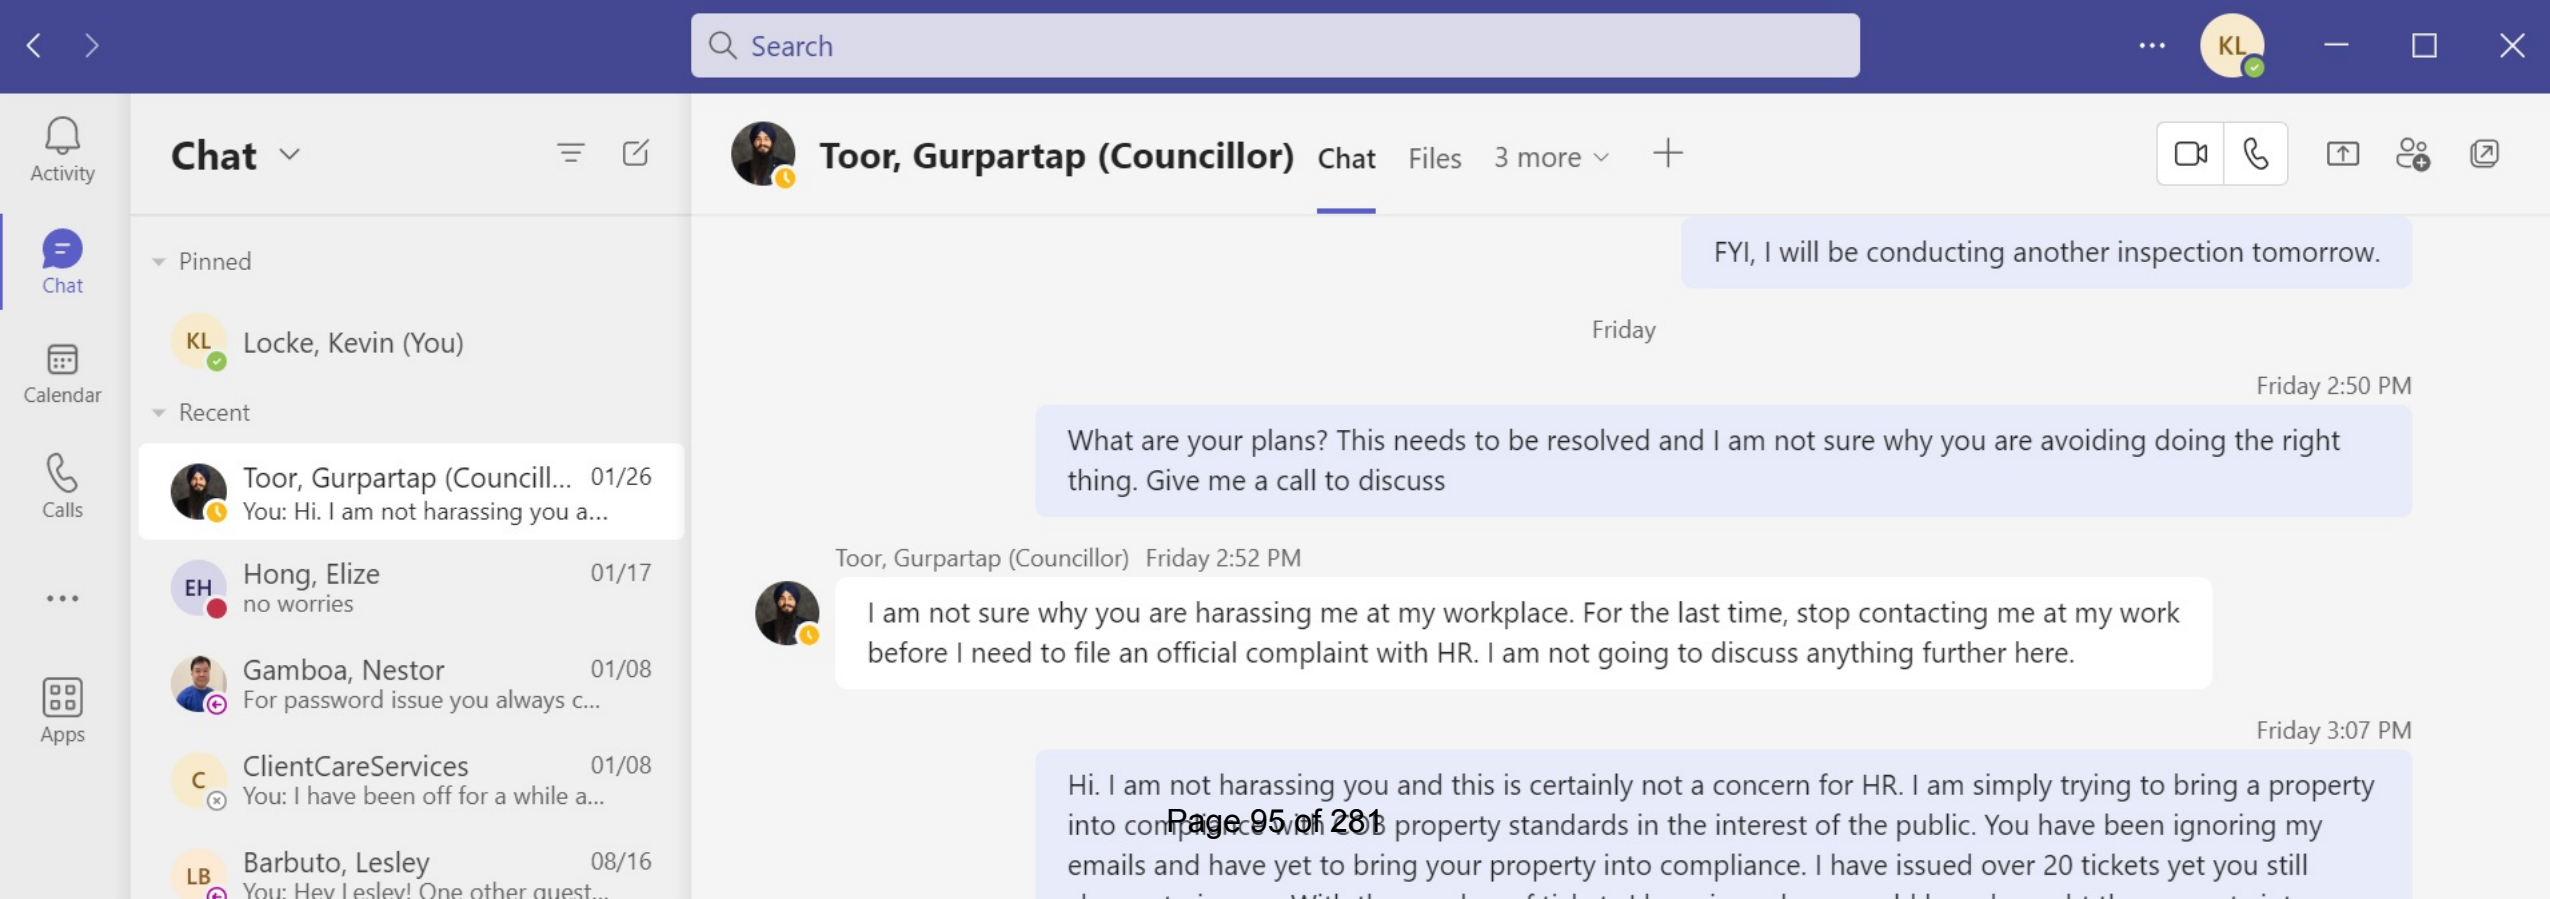 Search
KL
Activity
Chat
Calendar
Calls
Apps
Chat
Pinned
KL Locke, Kevin (You)
Recent
Toor, Gurpartap (Councill... 01/26
You: Hi. I am not harassing you a...
EH Hong, Elize 01/17
no worries
Gamboa, Nestor 01/08
For password issue you always c...
C ClientCareServices 01/08
You: I have been off for a while a...
LB Barbuto, Lesley 08/16
You: Hey Lesley! One other quest...
Toor, Gurpartap (Councillor) Chat Files 3 more
FYI, I will be conducting another inspection tomorrow.
Friday
Friday 2:50 PM
What are your plans? This needs to be resolved and I am not sure why you are avoiding doing the right
thing. Give me a call to discuss
Toor, Gurpartap (Councillor) Friday 2:52 PM
I am not sure why you are harassing me at my workplace. For the last time, stop contacting me at my work
before I need to file an official complaint with HR. I am not going to discuss anything further here.
Friday 3:07 PM
Hi. I am not harassing you and this is certainly not a concern for HR. I am simply trying to bring a property
into compliance with COB property standards in the interest of the public. You have been ignoring my
Page 95 of 281
emails and have yet to bring your property into compliance. I have issued over 20 tickets yet you still